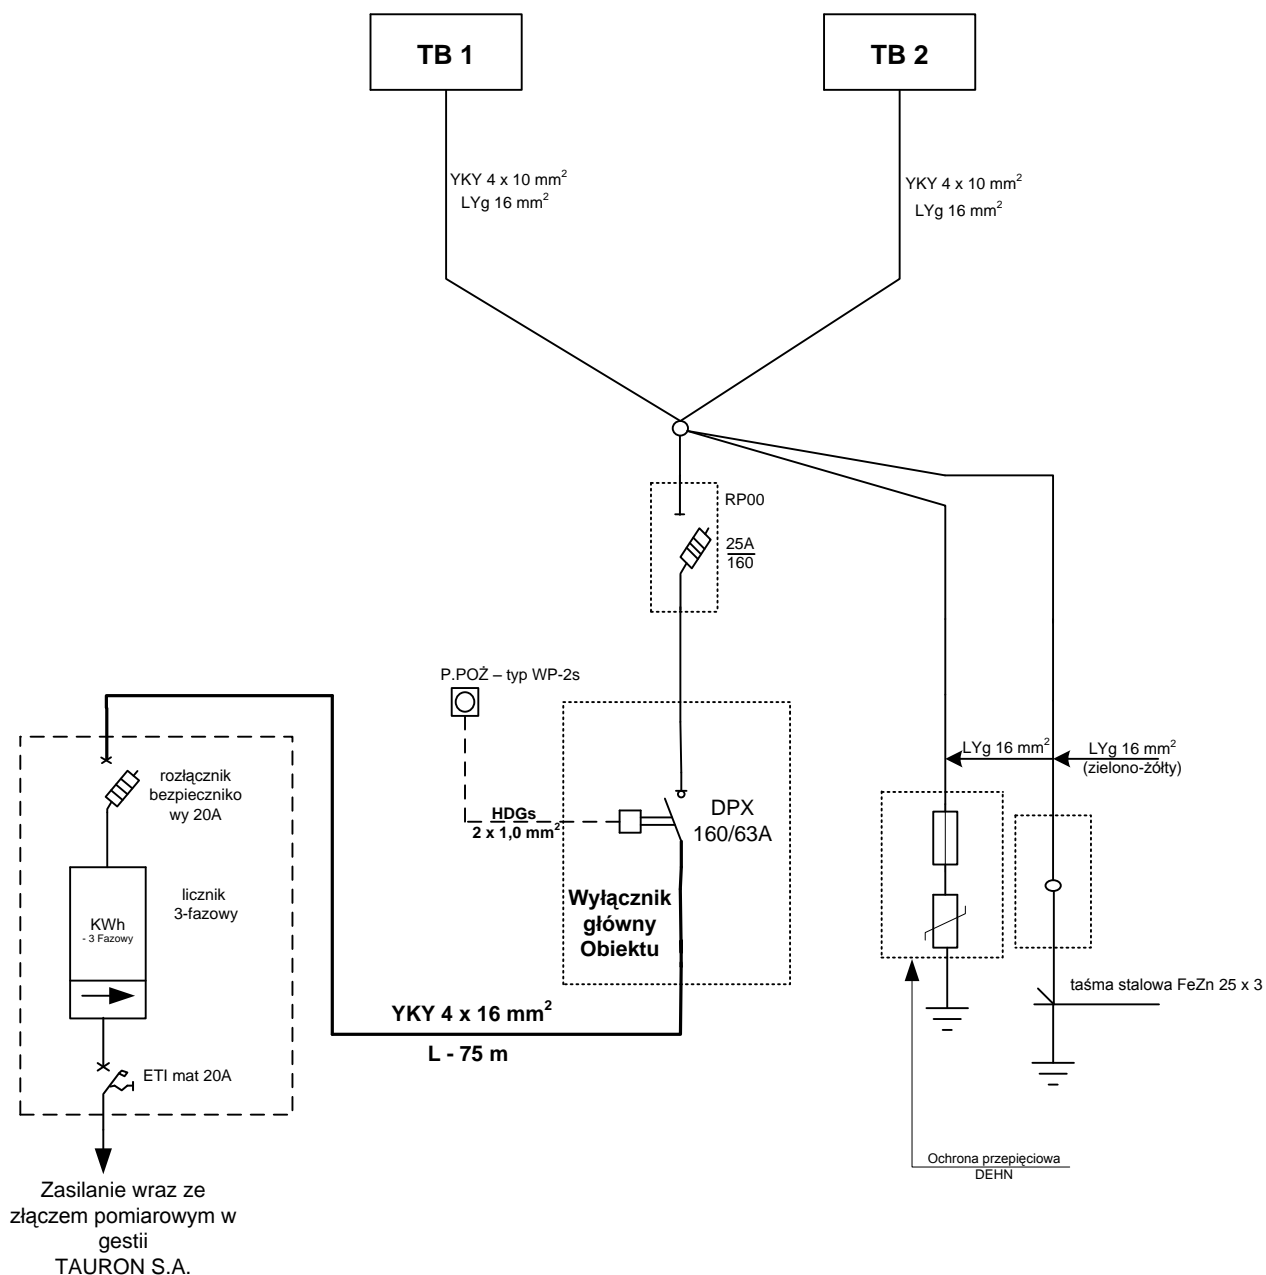 TB 1
TB 2
YKY 4 x 10 mm²
LYg 16 mm²
YKY 4 x 10 mm²
LYg 16 mm²
RP00
25A
160
P.POŻ – typ WP-2s
HDGs
2 x 1,0 mm²
DPX
160/63A
Wyłącznik
główny
Obiektu
LYg 16 mm²
LYg 16 mm²
(zielono-żółty)
rozłącznik
bezpieczniko
wy 20A
licznik
3-fazowy
KWh
- 3 Fazowy
ETI mat 20A
YKY 4 x 16 mm²
L - 75 m
taśma stalowa FeZn 25 x 3
Ochrona przepięciowa
DEHN
Zasilanie wraz ze
złączem pomiarowym w
gestii
TAURON S.A.